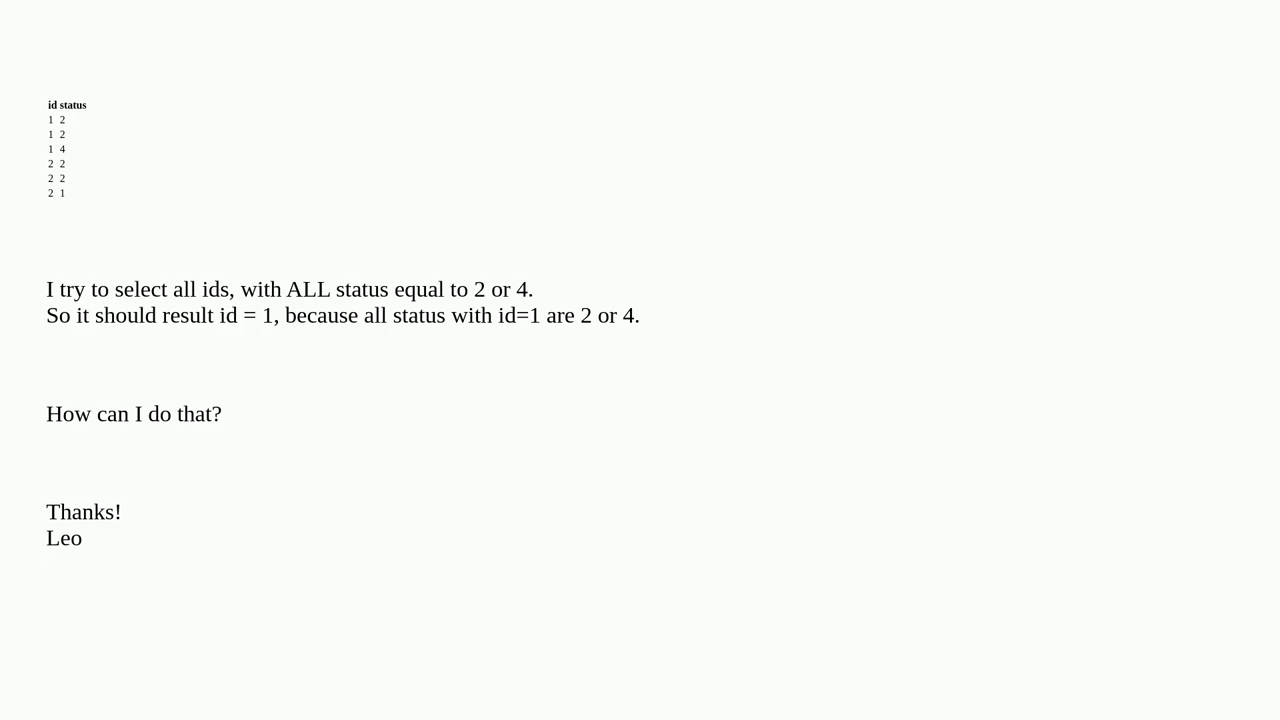 id status
1 2
1 2
1 4
2 2
2 2
2 1
I try to select all ids, with ALL status equal to 2 or 4.
So it should result id = 1, because all status with id=1 are 2 or 4.
How can I do that?
Thanks!
Leo